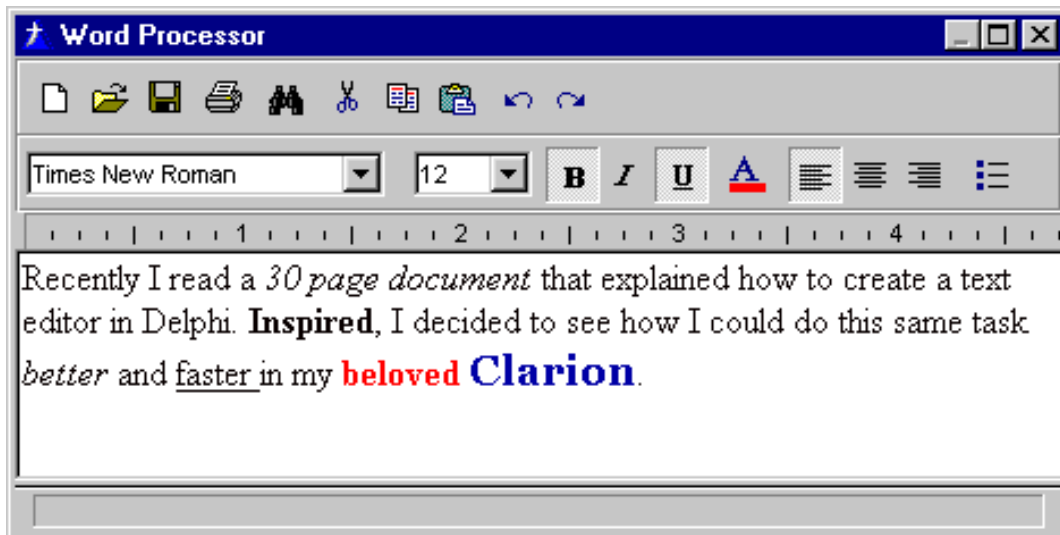 Word Processor
Times New Roman 12 B I U A
1 2 3 4
Recently I read a 30 page document that explained how to create a text
editor in Delphi. Inspired, I decided to see how I could do this same task
better and faster in my beloved Clarion.